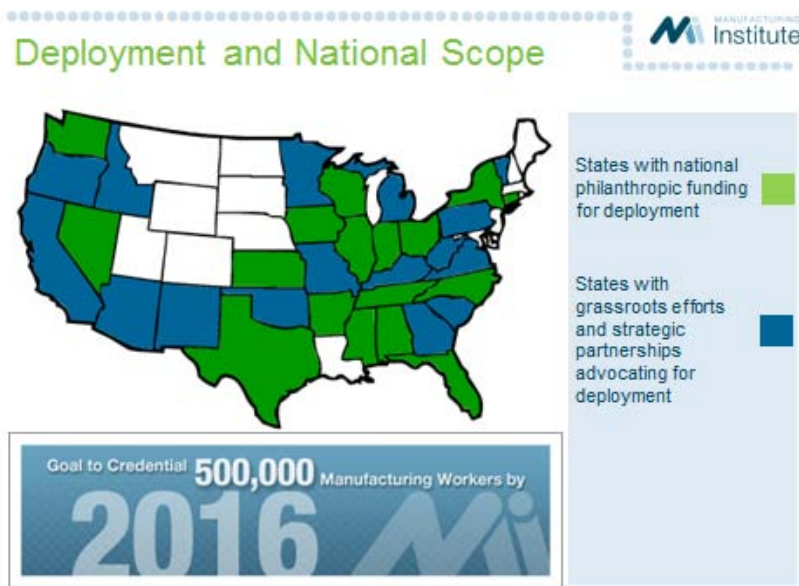 MANUFACTURING
Institute
Deployment and National Scope
States with national
philanthropic funding
for deployment
States with
grassroots efforts
and strategic
partnerships
advocating for
deployment
Goal to Credential 500,000 Manufacturing Workers by
2016